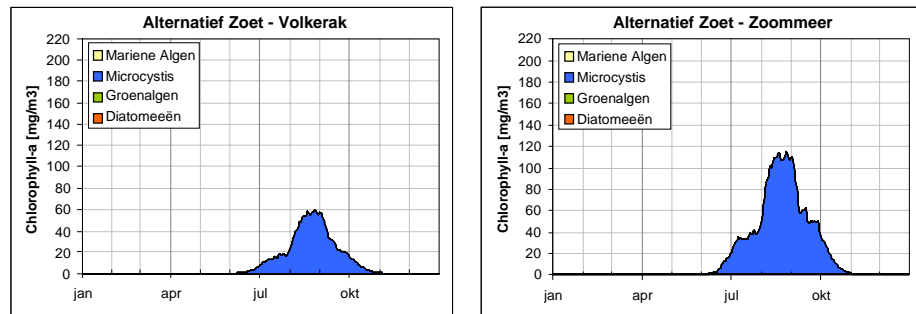 Alternatief Zoet - Volkerak
Chlorophyll-a [mg/m3]
220
200
180
160
140
120
100
80
60
40
20
0
Mariene Algen
Microcystis
Groenalgen
Diatomeeën
jan apr jul okt
Alternatief Zoet - Zoommeer
Chlorophyll-a [mg/m3]
220
200
180
160
140
120
100
80
60
40
20
0
Mariene Algen
Microcystis
Groenalgen
Diatomeeën
jan apr jul okt